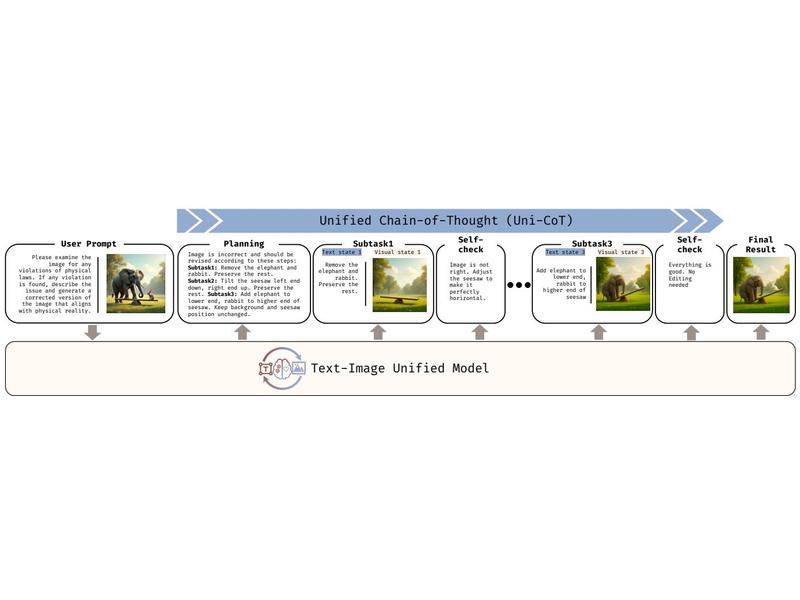 Unified Chain-of-Thought (Uni-CoT)
User Prompt
Please examine the
image for any
violations of physical
laws. If any violation
is found, describe the
issue and generate a
corrected version of
the image that aligns
with physical reality.
Planning
Image is incorrect and should be
revised according to these steps:
Subtask1: Remove the elephant and
rabbit. Preserve the rest.
Subtask2: Tilt the seesaw left end
down, right end up. Preserve the
rest. Subtask3: Add elephant to
lower end, rabbit to higher end of
seesaw. Keep background and seesaw
position unchanged.
Subtask1
Text state 1 Visual state 1
Remove the
elephant and
rabbit.
Preserve the
rest.
Self-
check
Image is not
right. Adjust
the seesaw to
make it
perfectly
horizontal.
Subtask3
Text state 3 Visual state 3
Add elephant to
lower end,
rabbit to
higher end of
seesaw
Self-
check
Everything is
good. No
Editing
needed
Final
Result
Text-Image Unified Model